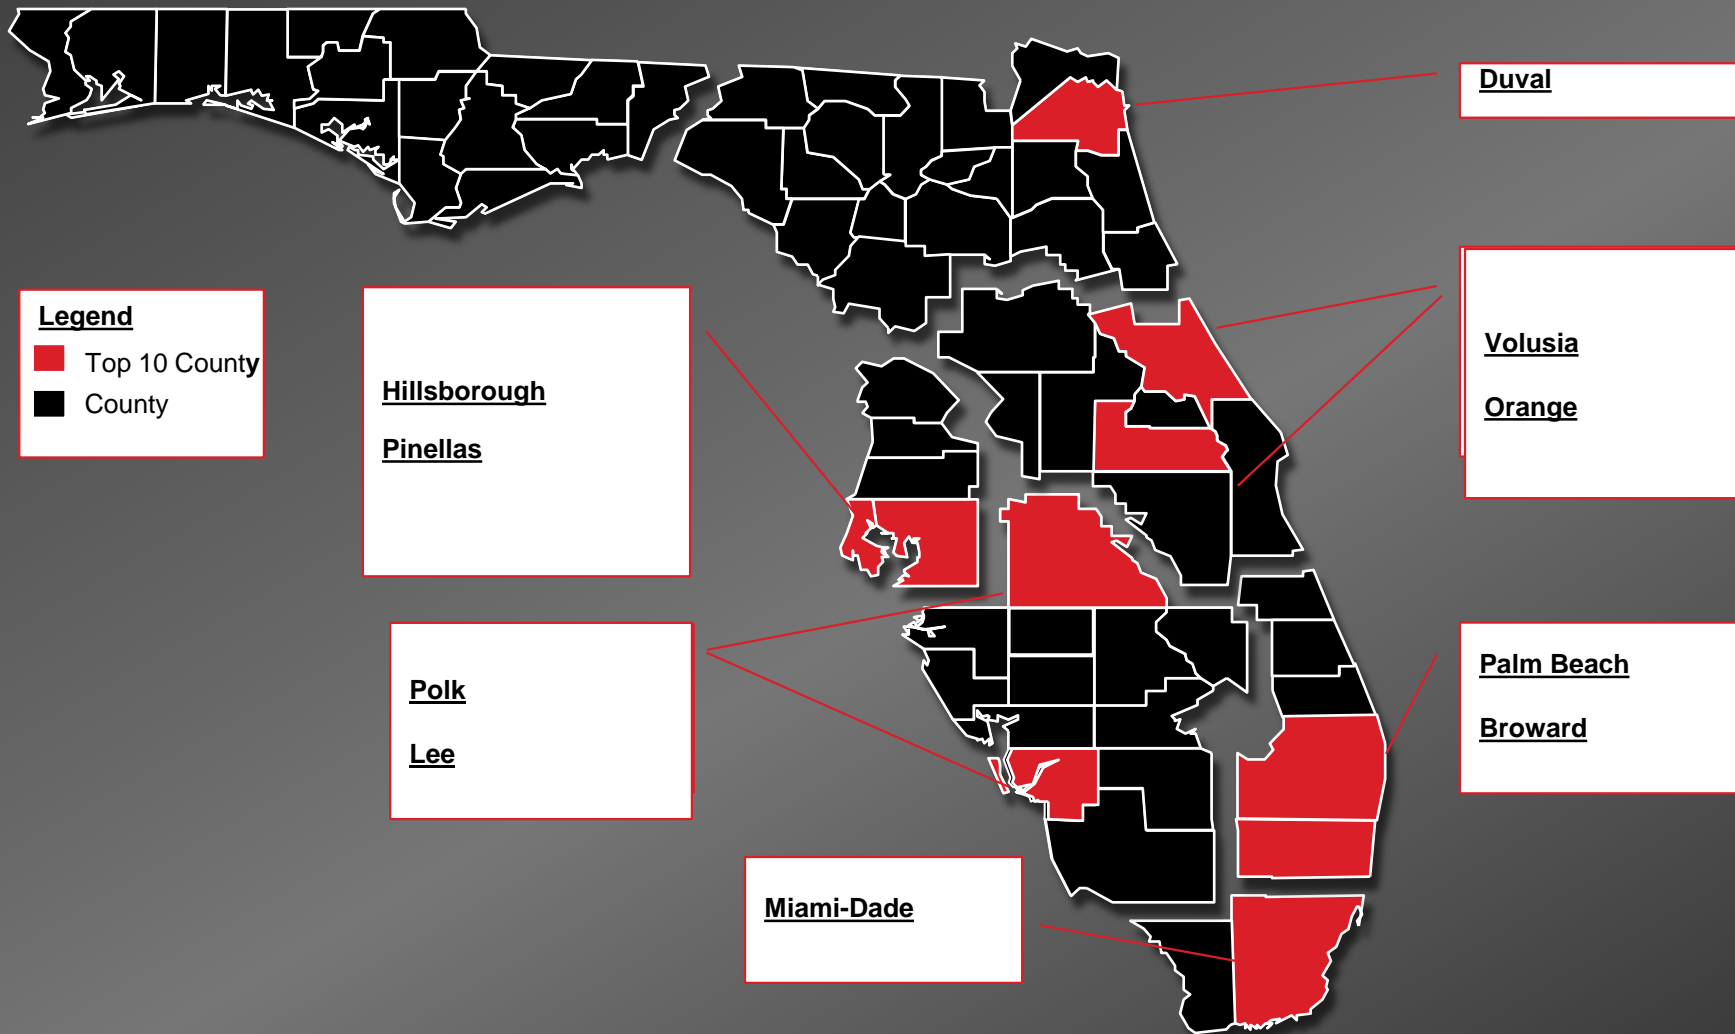 Duval
Legend
Top 10 County
County
Hillsborough
Pinellas
Volusia
Orange
Polk
Lee
Palm Beach
Broward
Miami-Dade